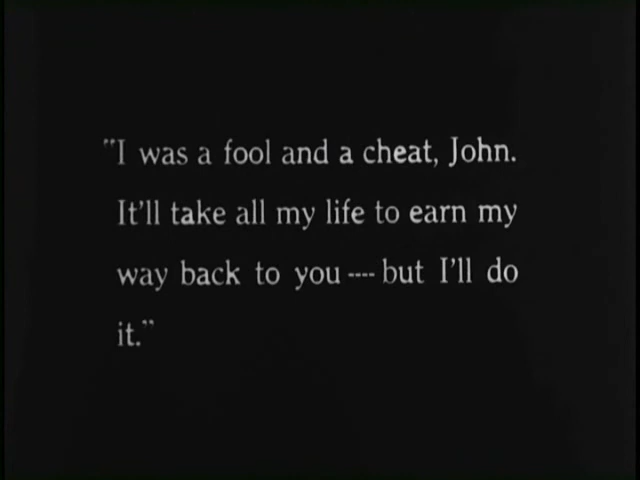 "I was a fool and a cheat, John.
It'll take all my life to earn my
way back to you ---- but I'll do
it."